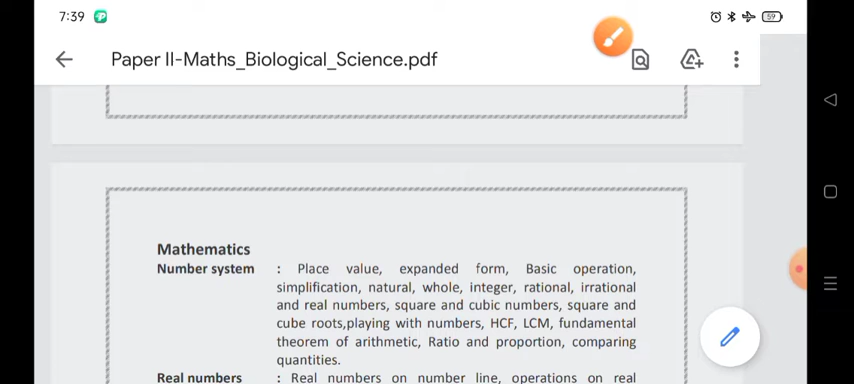 7:39
59
Paper II-Maths_Biological_Science.pdf
Mathematics
Number system : Place value, expanded form, Basic operation,
simplification, natural, whole, integer, rational, irrational
and real numbers, square and cubic numbers, square and
cube roots,playing with numbers, HCF, LCM, fundamental
theorem of arithmetic, Ratio and proportion, comparing
quantities.
Real numbers : Real numbers on number line, operations on real